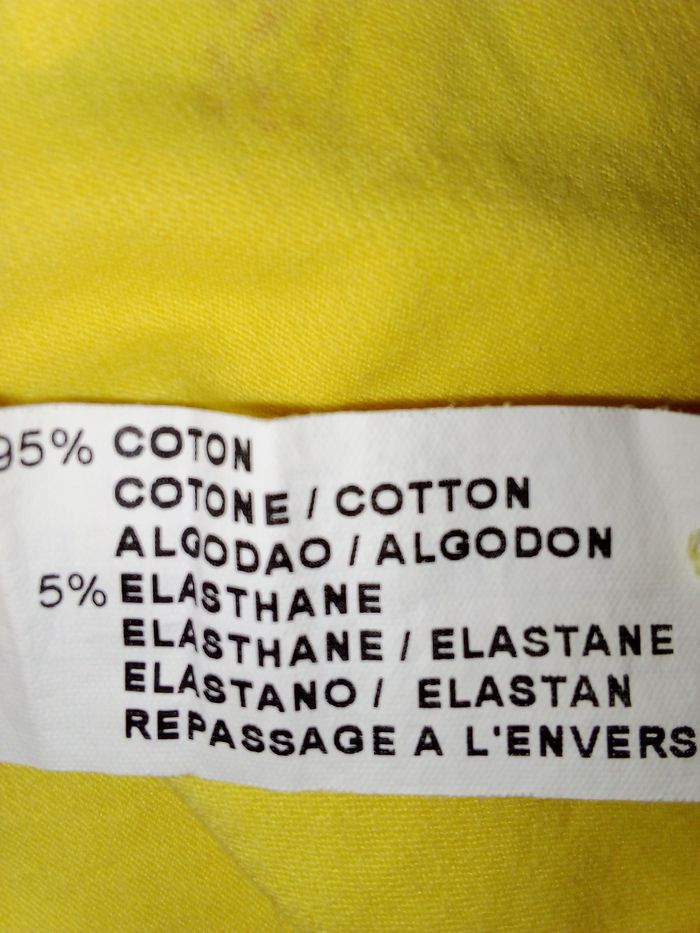 95% COTON
COTONE / COTTON
ALGODAO / ALGODON
5% ELASTHANE
ELASTHANE / ELASTANE
ELASTANO / ELASTAN
REPASSAGE A L'ENVERS